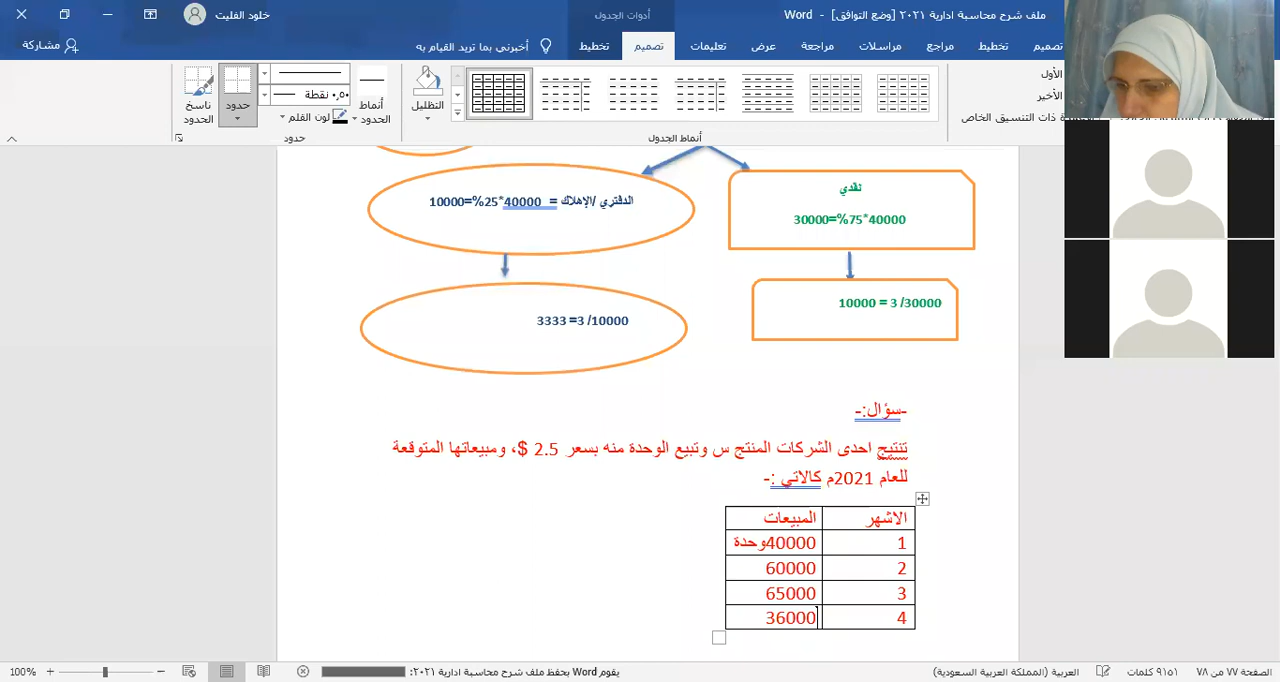 ملف شرح محاسبة ادارية ٢٠٢١ [وضع التوافق] - Word
أدوات الجدول
خلود الفليت
تصميم
تخطيط
مراجع
مراسلات
مراجعة
عرض
تعليمات
تصميم
تخطيط
أخبرني بما تريد القيام به
مشاركة
الأول
الأخير
ذات التنسيق الخاص
التظليل
أنماط الحدود
٠,٥٠ نقطة
لون القلم
حدود
ناسخ الحدود
أنماط الجدول
حدود
نقدي
40000*75%=30000
الدفتري /الإهلاك = 40000*25%=10000
30000/ 3 = 10000
10000/ 3= 3333
-سؤال:-
تنتيج احدى الشركات المنتج س وتبيع الوحدة منه بسعر 2.5 $، ومبيعاتها المتوقعة
للعام 2021م كالاتي :-
الاشهر المبيعات
1 40000وحدة
2 60000
3 65000
4 36000
الصفحة ٧٧ من ٧٨
٩١٥١ كلمات
العربية (المملكة العربية السعودية)
يقوم Word بحفظ ملف شرح محاسبة ادارية ٢٠٢١:
100%